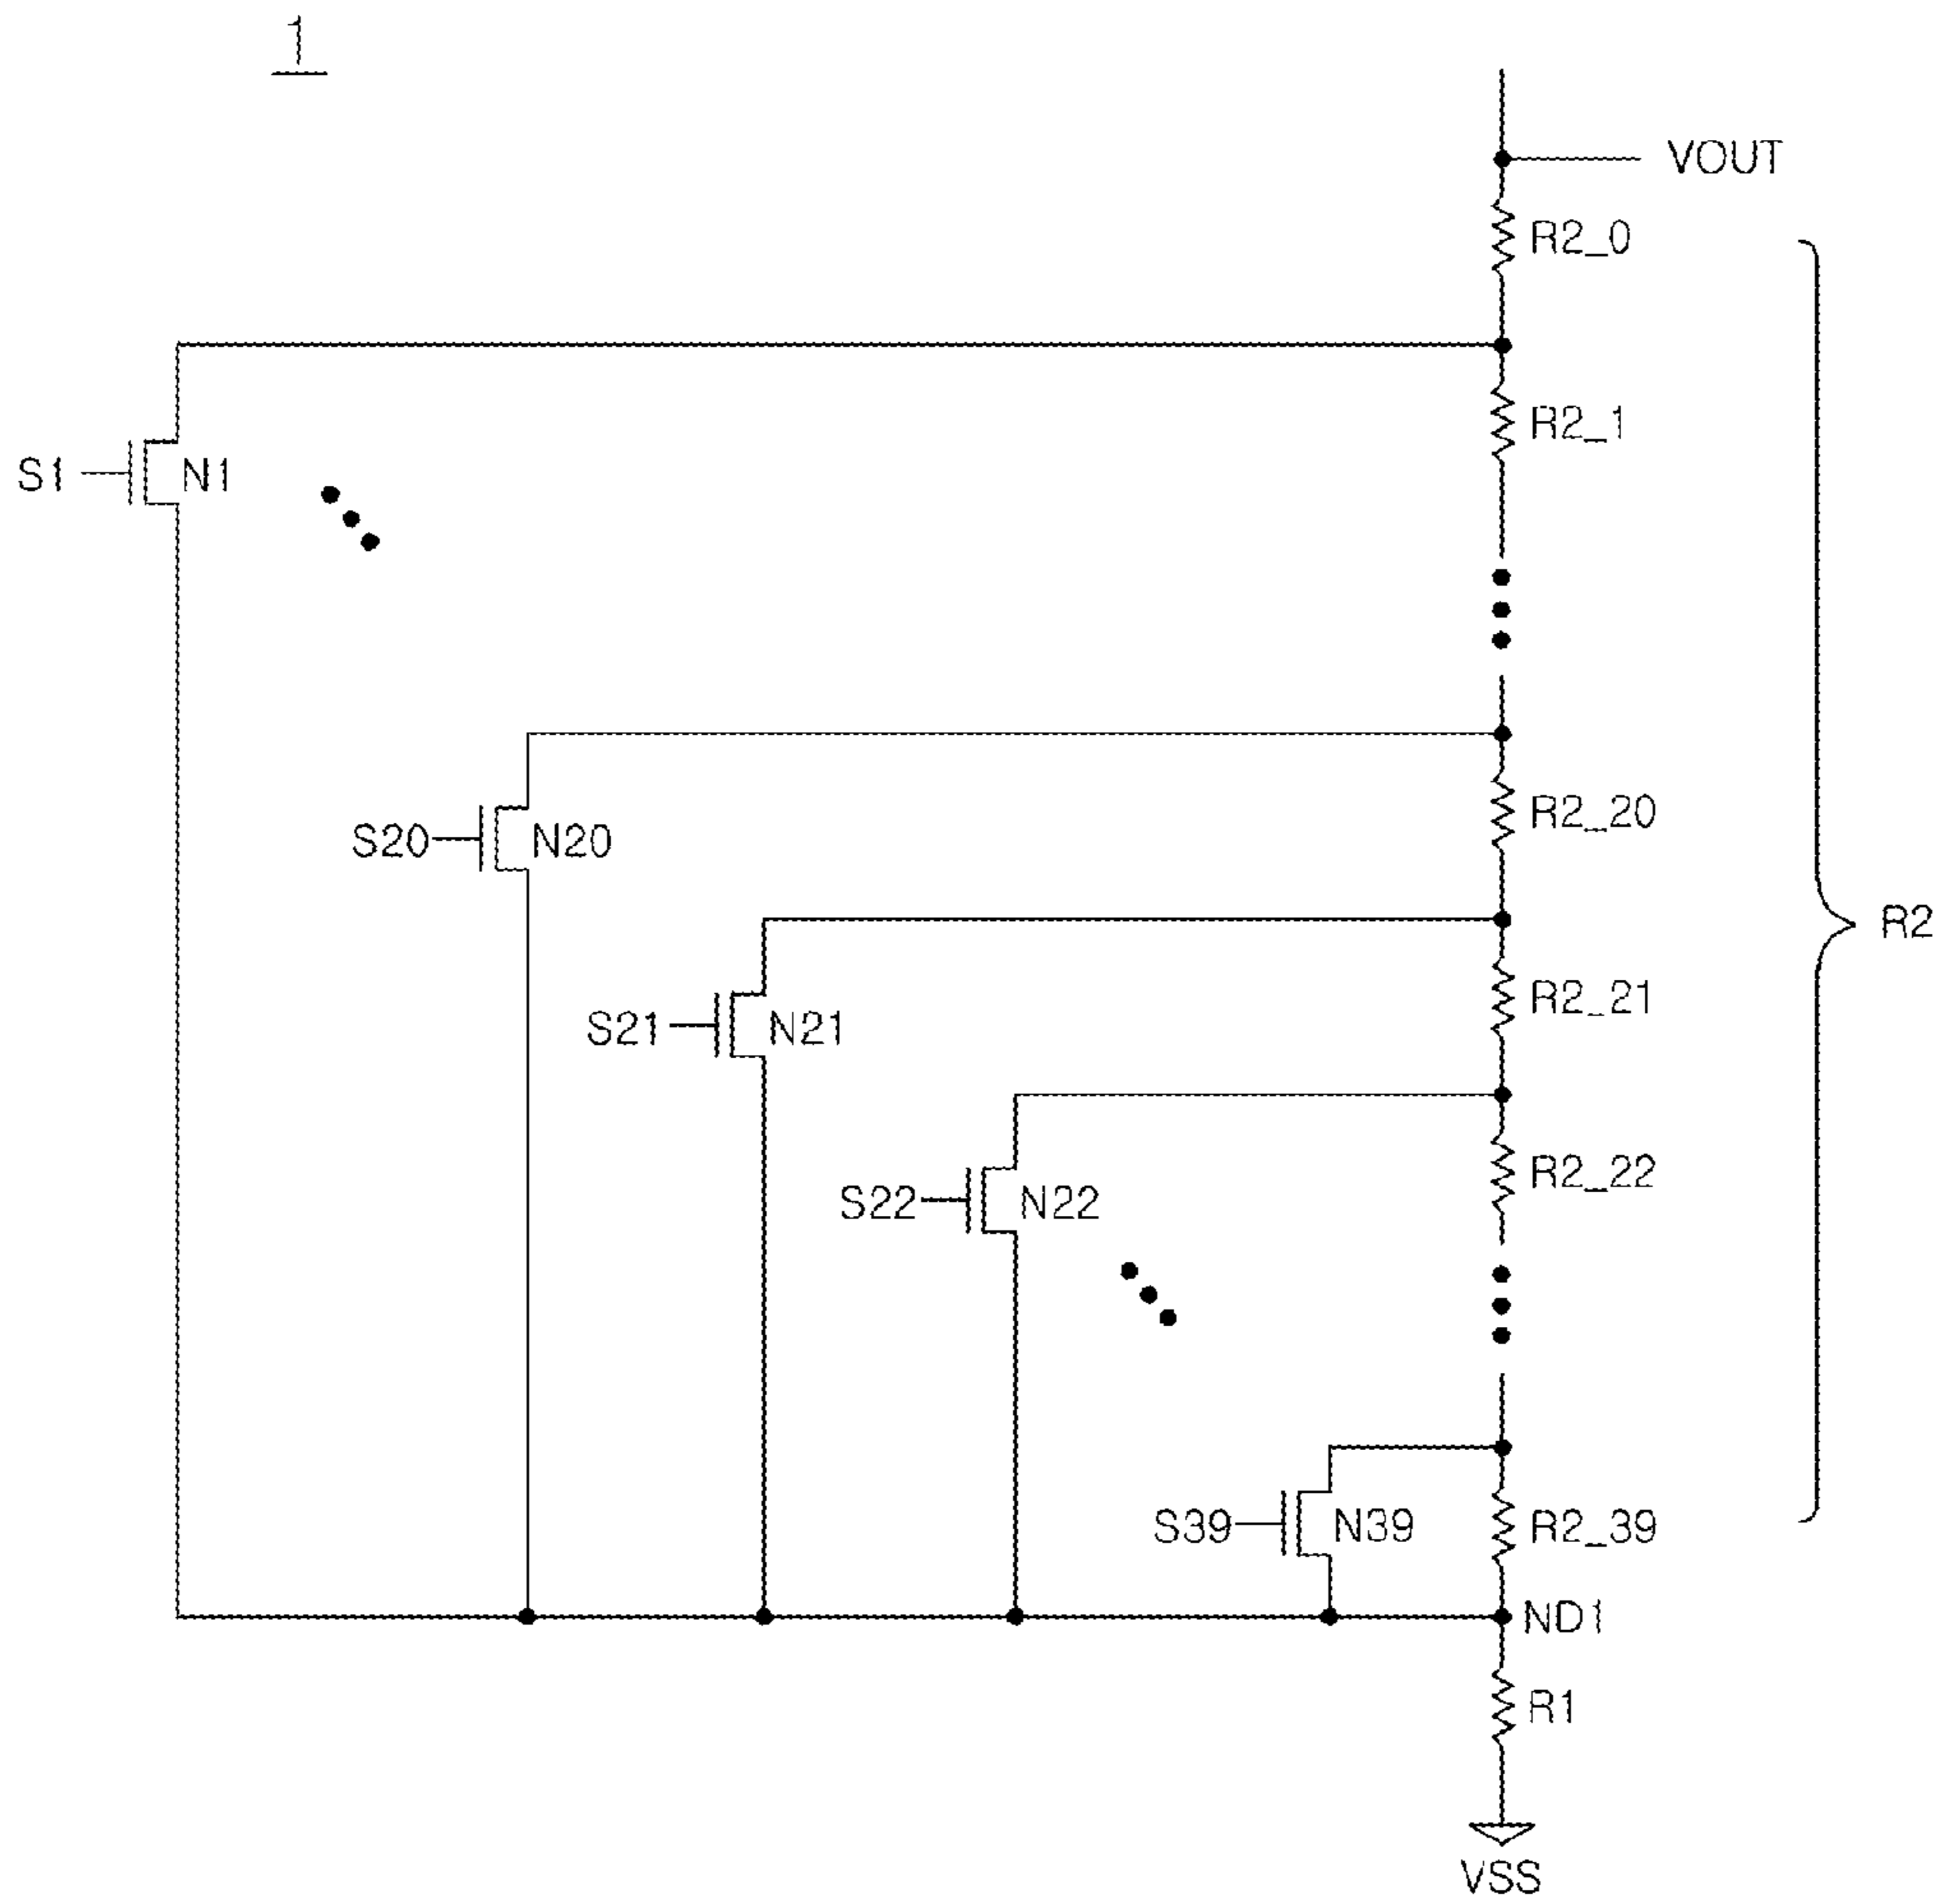 1
VOUT
R2_0
R2_1
S1
N1
R2_20
S20
N20
R2
R2_21
S21
N21
R2_22
S22
N22
S39
N39
R2_39
ND1
R1
VSS